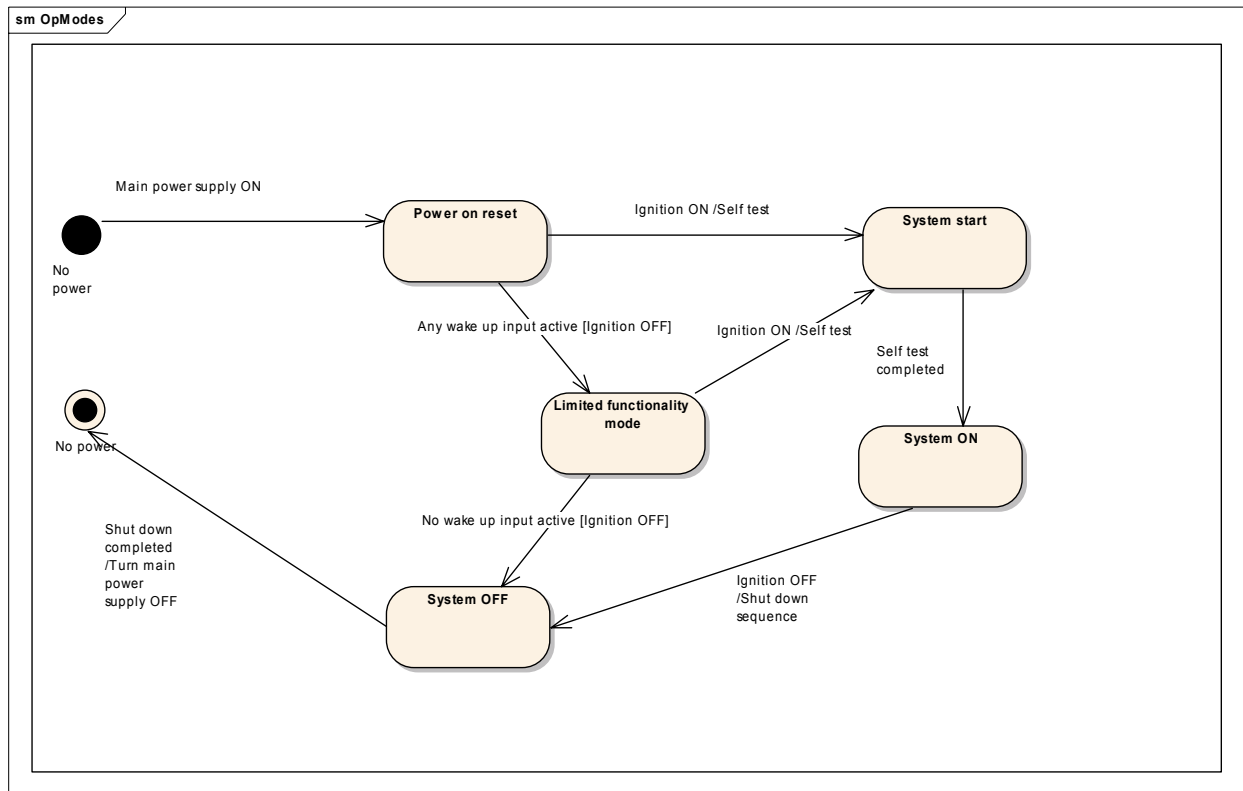 sm OpModes
Main power supply ON
No
power
Power on reset
Ignition ON /Self test
System start
Any wake up input active [Ignition OFF]
Ignition ON /Self test
Self test
completed
Limited functionality
mode
No power
System ON
No wake up input active [Ignition OFF]
Shut down
completed
/Turn main
power
supply OFF
System OFF
Ignition OFF
/Shut down
sequence